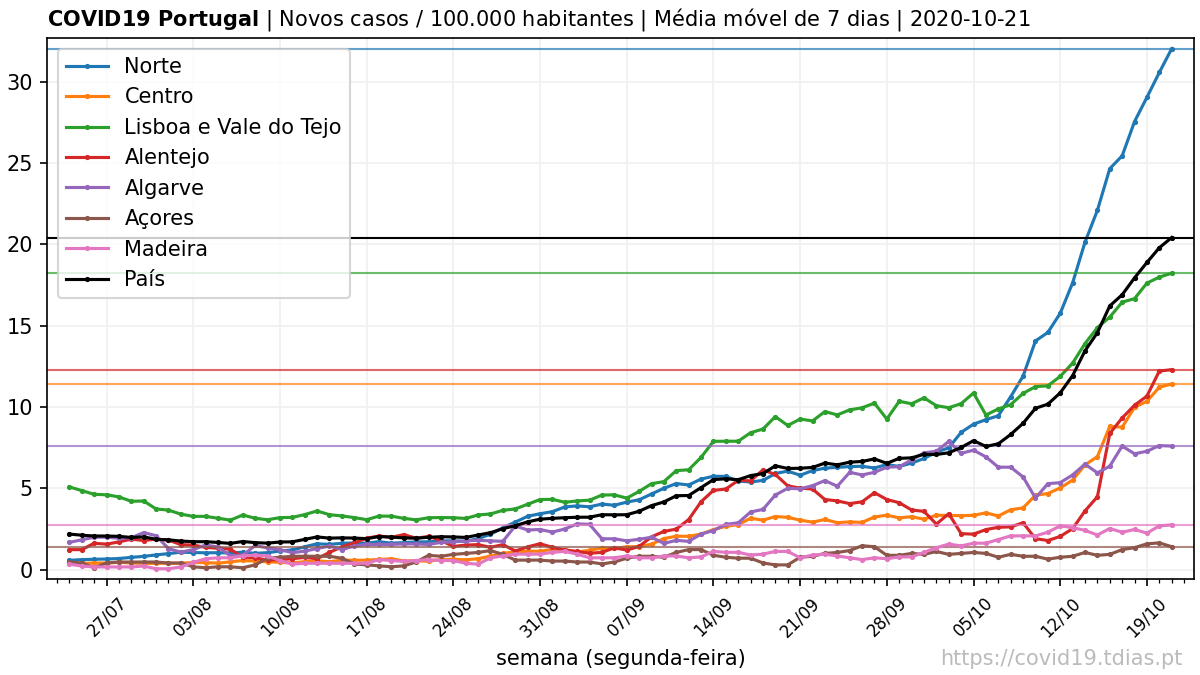 COVID19 Portugal | Novos casos / 100.000 habitantes | Média móvel de 7 dias | 2020-10-21
Norte
Centro
Lisboa e Vale do Tejo
Alentejo
Algarve
Açores
Madeira
País
30
25
20
15
10
5
0
27/07 03/08 10/08 17/08 24/08 31/08 07/09 14/09 21/09 28/09 05/10 12/10 19/10
semana (segunda-feira)
https://covid19.tdias.pt